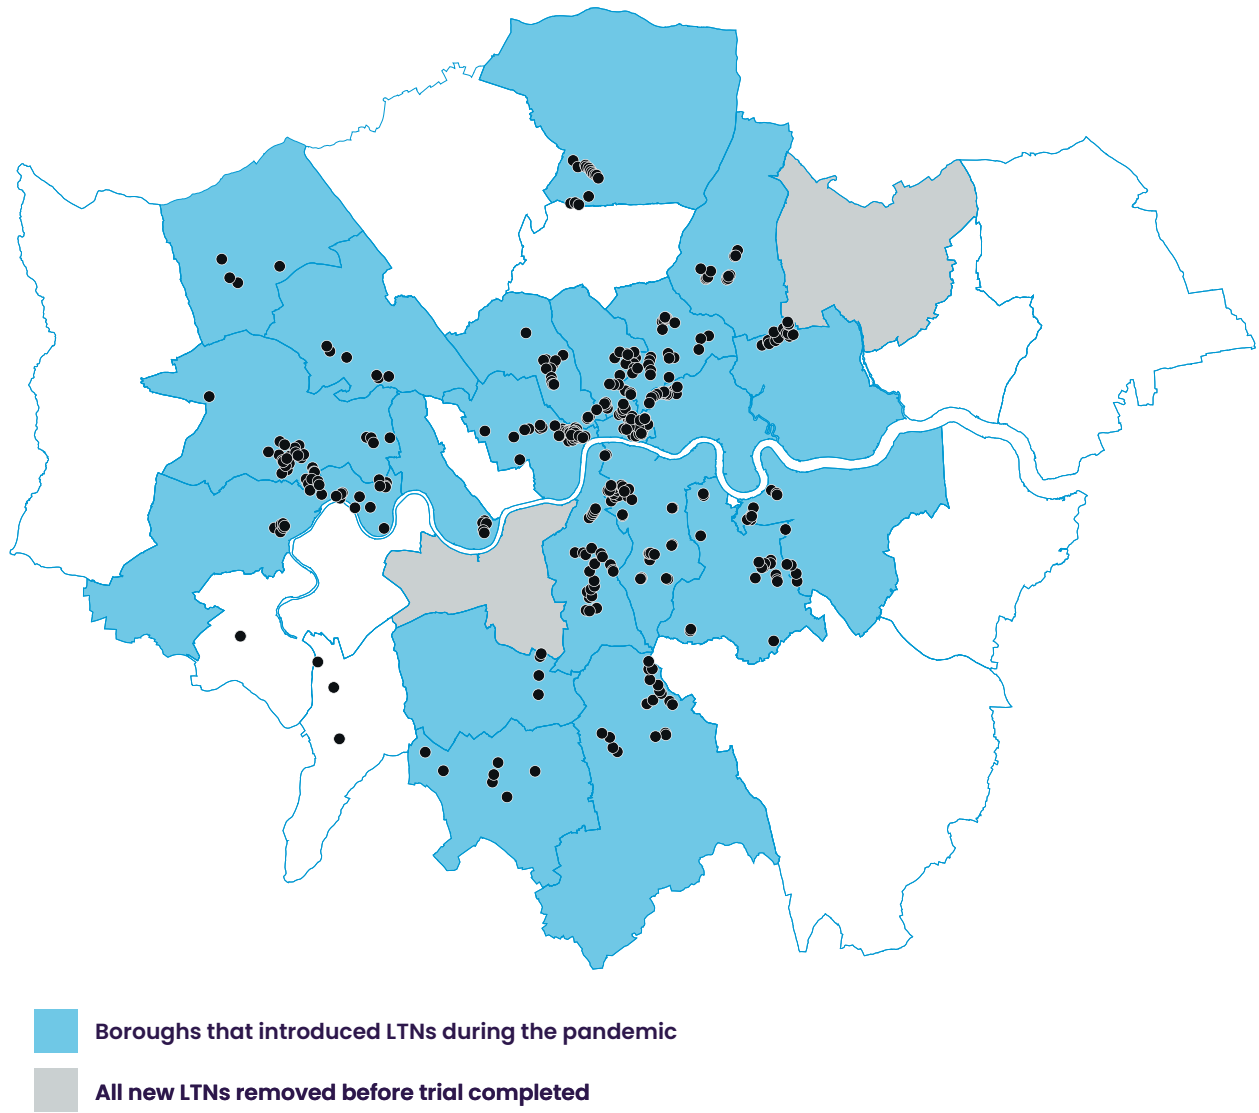 Boroughs that introduced LTNs during the pandemic
All new LTNs removed before trial completed